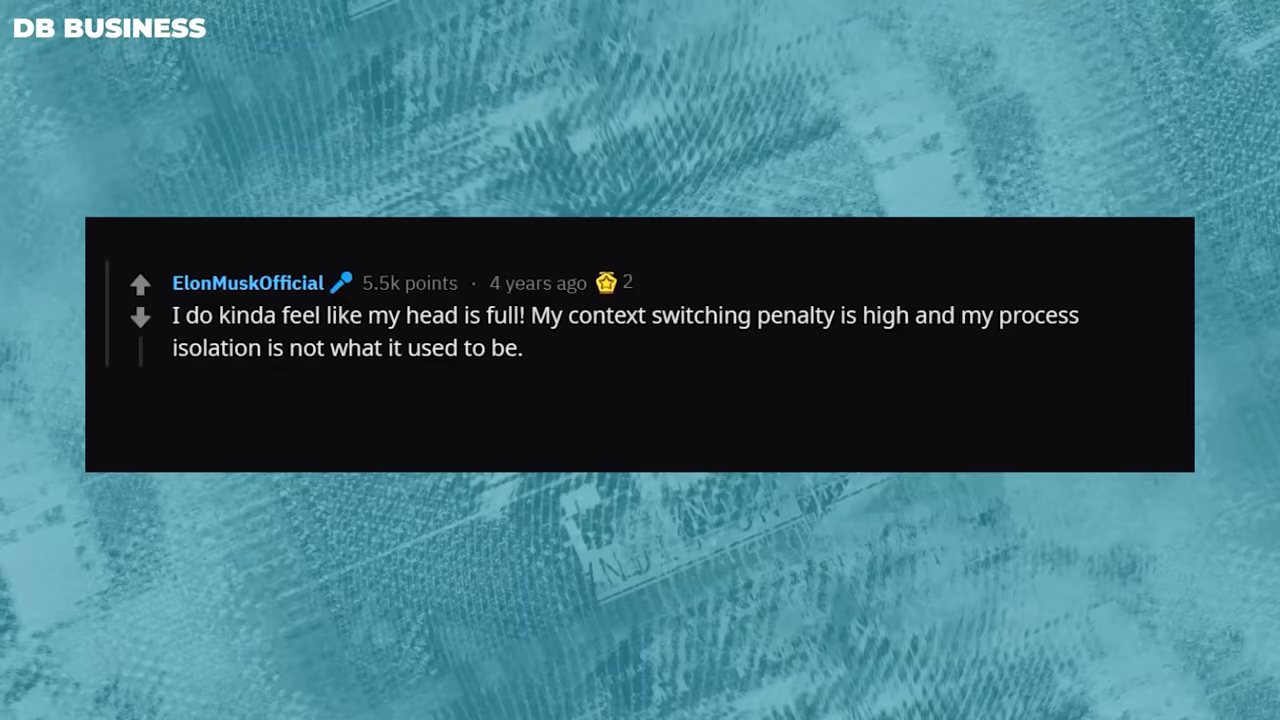 DB BUSINESS
ElonMuskOfficial 5.5k points · 4 years ago 2
I do kinda feel like my head is full! My context switching penalty is high and my process
isolation is not what it used to be.